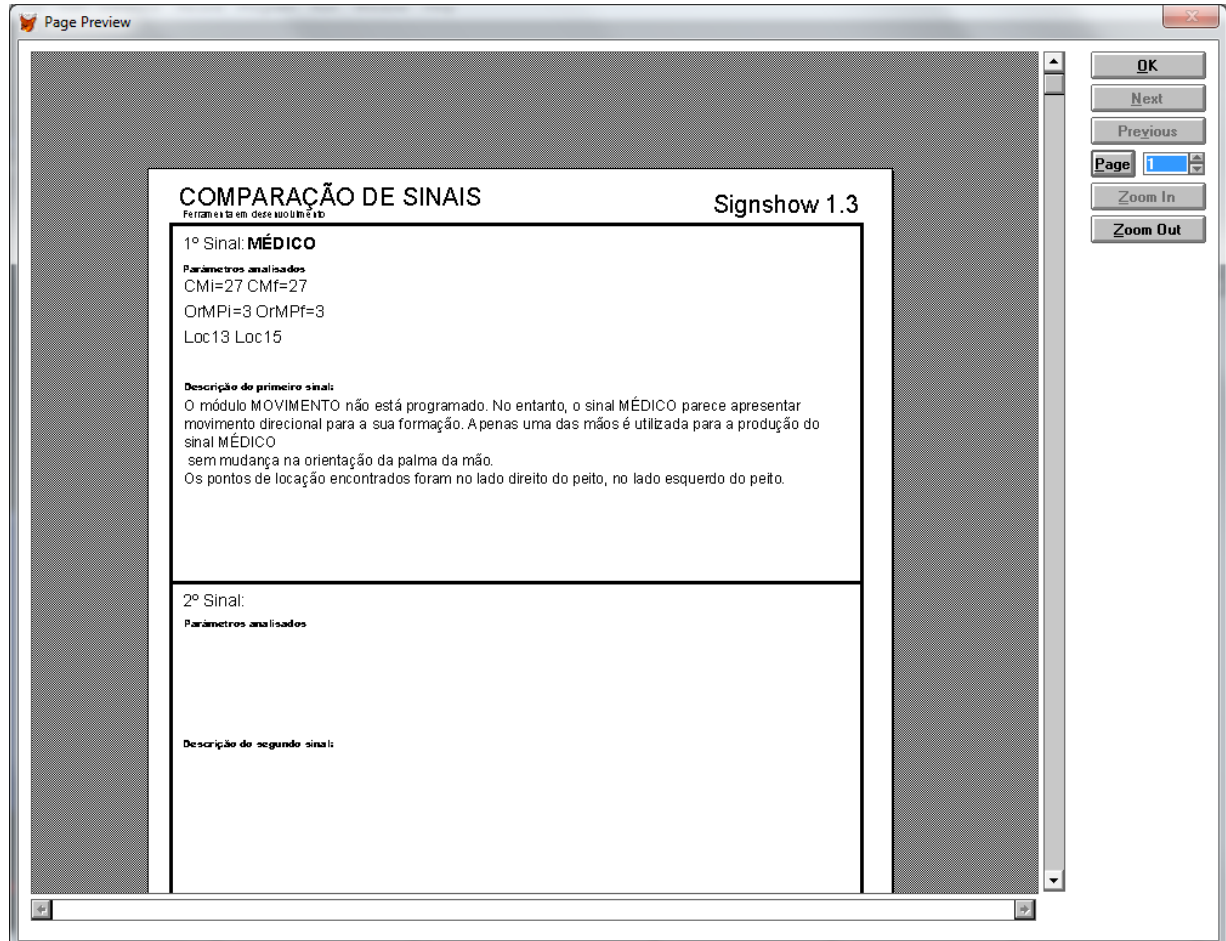 Page Preview
OK
Next
Previous
Page 1
Zoom In
Zoom Out
COMPARAÇÃO DE SINAIS
Signshow 1.3
Ferramenta em desenvolvimento
1º Sinal: MÉDICO
Parâmetros analisados
CMi=27 CMf=27
OrMPi=3 OrMPf=3
Loc13 Loc15
Descrição do primeiro sinal:
O módulo MOVIMENTO não está programado. No entanto, o sinal MÉDICO parece apresentar
movimento direcional para a sua formação. Apenas uma das mãos é utilizada para a produção do
sinal MÉDICO
sem mudança na orientação da palma da mão.
Os pontos de locação encontrados foram no lado direito do peito, no lado esquerdo do peito.
2º Sinal:
Parâmetros analisados
Descrição do segundo sinal: